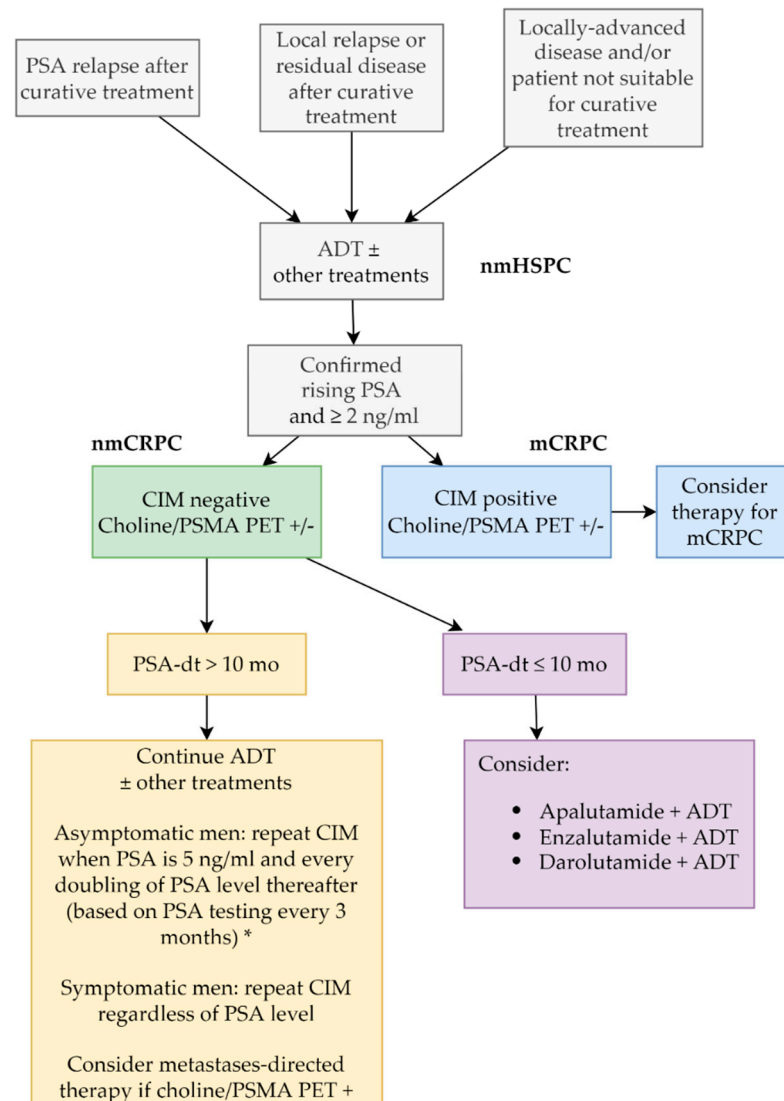 PSA relapse after
curative treatment
Local relapse or
residual disease
after curative
treatment
Locally-advanced
disease and/or
patient not suitable
for curative
treatment
ADT ±
other treatments
nmHSPC
Confirmed
rising PSA
and ≥ 2 ng/ml
nmCRPC
mCRPC
CIM negative
Choline/PSMA PET +/-
CIM positive
Choline/PSMA PET +/-
Consider
therapy for
mCRPC
PSA-dt > 10 mo
PSA-dt ≤ 10 mo
Continue ADT
± other treatments
Asymptomatic men: repeat CIM
when PSA is 5 ng/ml and every
doubling of PSA level thereafter
(based on PSA testing every 3
months) *
Symptomatic men: repeat CIM
regardless of PSA level
Consider metastases-directed
therapy if choline/PSMA PET +
Consider:
• Apalutamide + ADT
• Enzalutamide + ADT
• Darolutamide + ADT